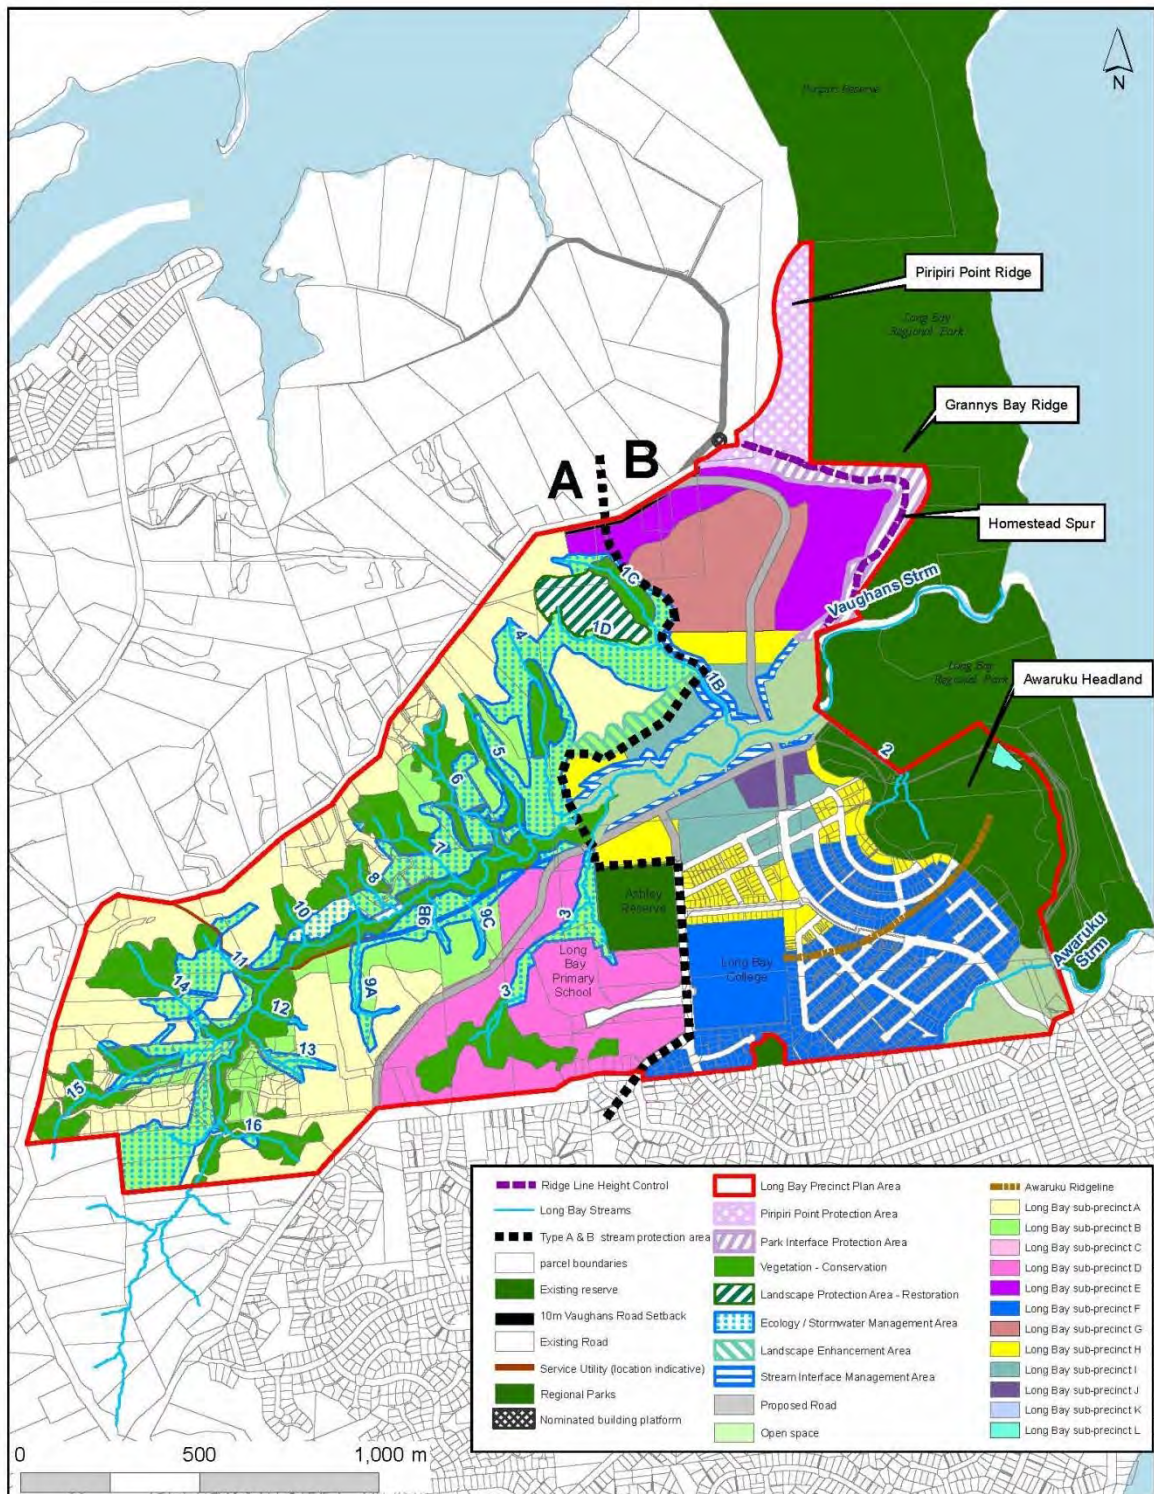 Piripiri Reserve
N
Piripiri Point Ridge
Long Bay
Regional Park
Grannys Bay Ridge
A
B
Homestead Spur
1C
Vaughans Strm
1D
4
1B
Long Bay
Regional Park
Awaruku Headland
5
2
6
7
8
10
9B
9C
3
Ashley
Reserve
11
Long
Bay
Primary
School
Long Bay
College
Awaruku
Strm
14
9A
3
12
13
15
16
Ridge Line Height Control
Long Bay Streams
Type A & B stream protection area
parcel boundaries
Existing reserve
10m Vaughans Road Setback
Existing Road
Service Utility (location indicative)
Regional Parks
Nominated building platform
Long Bay Precinct Plan Area
Piripiri Point Protection Area
Park Interface Protection Area
Vegetation - Conservation
Landscape Protection Area - Restoration
Ecology / Stormwater Management Area
Landscape Enhancement Area
Stream Interface Management Area
Proposed Road
Open space
Awaruku Ridgeline
Long Bay sub-precinct A
Long Bay sub-precinct B
Long Bay sub-precinct C
Long Bay sub-precinct D
Long Bay sub-precinct E
Long Bay sub-precinct F
Long Bay sub-precinct G
Long Bay sub-precinct H
Long Bay sub-precinct I
Long Bay sub-precinct J
Long Bay sub-precinct K
Long Bay sub-precinct L
0 500 1,000 m